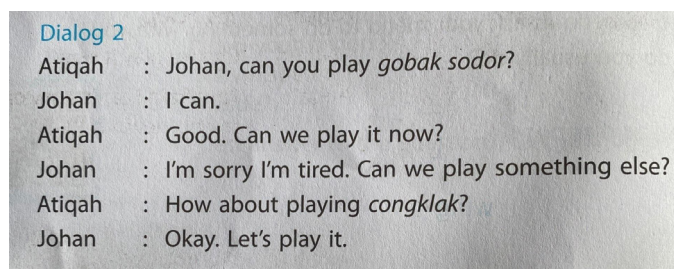 Dialog 2
Atiqah : Johan, can you play gobak sodor?
Johan : I can.
Atiqah : Good. Can we play it now?
Johan : I'm sorry I'm tired. Can we play something else?
Atiqah : How about playing congklak?
Johan : Okay. Let's play it.